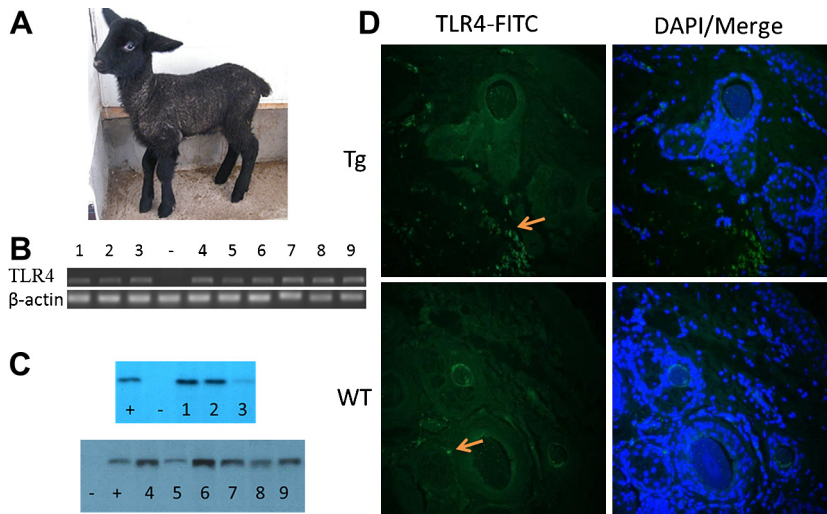 A
B
1 2 3 - 4 5 6 7 8 9
TLR4
β-actin
C
+ - 1 2 3
- + 4 5 6 7 8 9
D
TLR4-FITC DAPI/Merge
Tg
WT